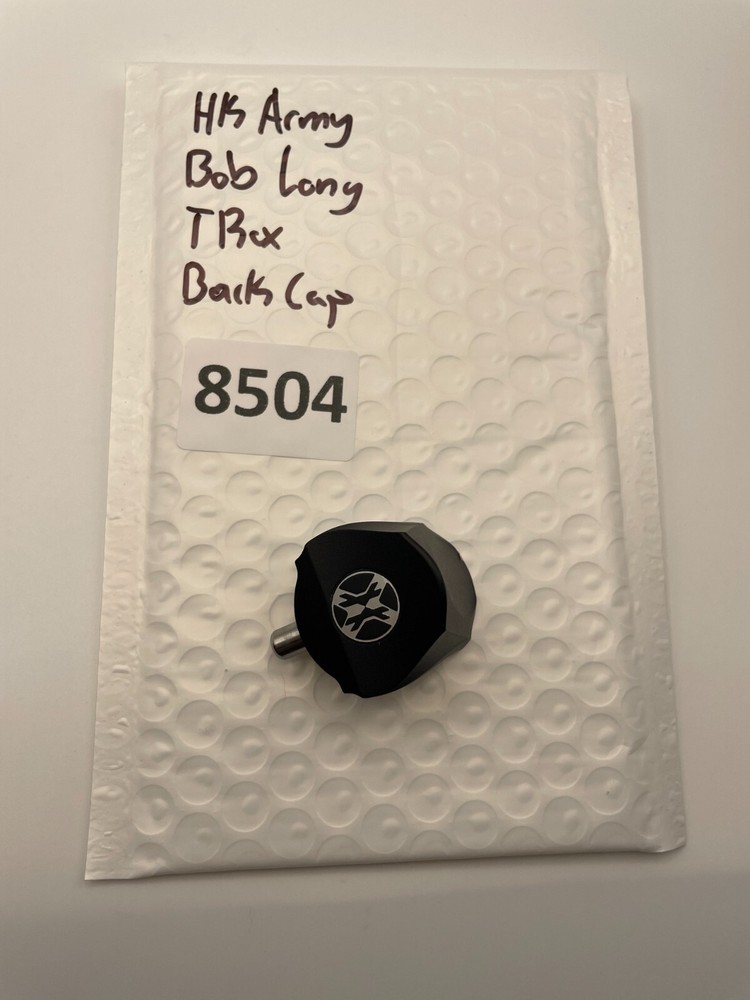 HK Army
Bob Long
TRex
Back Cap
8504